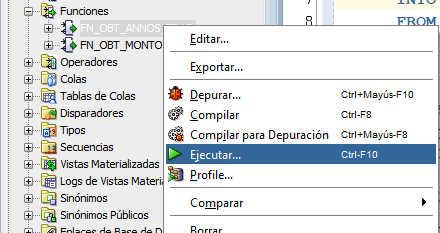 Funciones
FN_OBT_ANNOS
FN_OBT_MONTO
Operadores
Colas
Tablas de Colas
Disparadores
Tipos
Secuencias
Vistas Materializadas
Logs de Vistas Materia
Sinónimos
Sinónimos Públicos
Enlaces de Base de D
Editar...
Exportar...
Depurar... Ctrl+Mayús-F10
Compilar Ctrl-F8
Compilar para Depuración Ctrl+Mayús-F8
Ejecutar... Ctrl-F10
Profile...
Comparar
Borrar
7 INTO
8 FROM